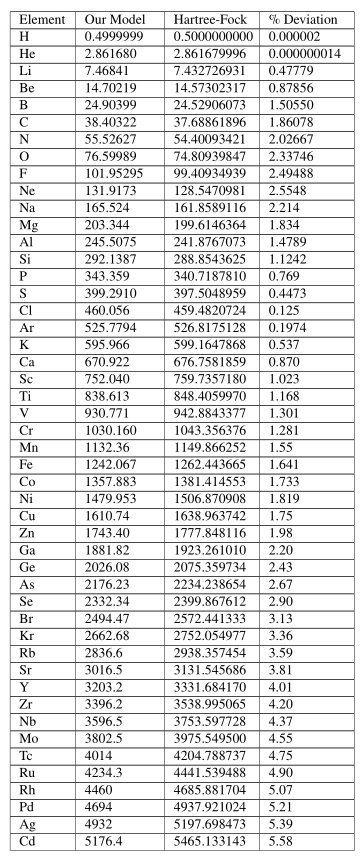 Element Our Model Hartree-Fock % Deviation
H 0.4999999 0.5000000000 0.000002
He 2.861680 2.861679996 0.000000014
Li 7.46841 7.432726931 0.47779
Be 14.70219 14.57302317 0.87856
B 24.90399 24.52906073 1.50550
C 38.40322 37.68861896 1.86078
N 55.52627 54.40093421 2.02667
O 76.59989 74.80939847 2.33746
F 101.95295 99.40934939 2.49488
Ne 131.9173 128.5470981 2.5548
Na 165.524 161.8589116 2.214
Mg 203.344 199.6146364 1.834
Al 245.5075 241.8767073 1.4789
Si 292.1387 288.8543625 1.1242
P 343.359 340.7187810 0.769
S 399.2910 397.5048959 0.4473
Cl 460.056 459.4820724 0.125
Ar 525.7794 526.8175128 0.1974
K 595.966 599.1647868 0.537
Ca 670.922 676.7581859 0.870
Sc 752.040 759.7357180 1.023
Ti 838.613 848.4059970 1.168
V 930.771 942.8843377 1.301
Cr 1030.160 1043.356376 1.281
Mn 1132.36 1149.866252 1.55
Fe 1242.067 1262.443665 1.641
Co 1357.883 1381.414553 1.733
Ni 1479.953 1506.870908 1.819
Cu 1610.74 1638.963742 1.75
Zn 1743.40 1777.848116 1.98
Ga 1881.82 1923.261010 2.20
Ge 2026.08 2075.359734 2.43
As 2176.23 2234.238654 2.67
Se 2332.34 2399.867612 2.90
Br 2494.47 2572.441333 3.13
Kr 2662.68 2752.054977 3.36
Rb 2836.6 2938.357454 3.59
Sr 3016.5 3131.545686 3.81
Y 3203.2 3331.684170 4.01
Zr 3396.2 3538.995065 4.20
Nb 3596.5 3753.597728 4.37
Mo 3802.5 3975.549500 4.55
Tc 4014 4204.788737 4.75
Ru 4234.3 4441.539488 4.90
Rh 4460 4685.881704 5.07
Pd 4694 4937.921024 5.21
Ag 4932 5197.698473 5.39
Cd 5176.4 5465.133143 5.58